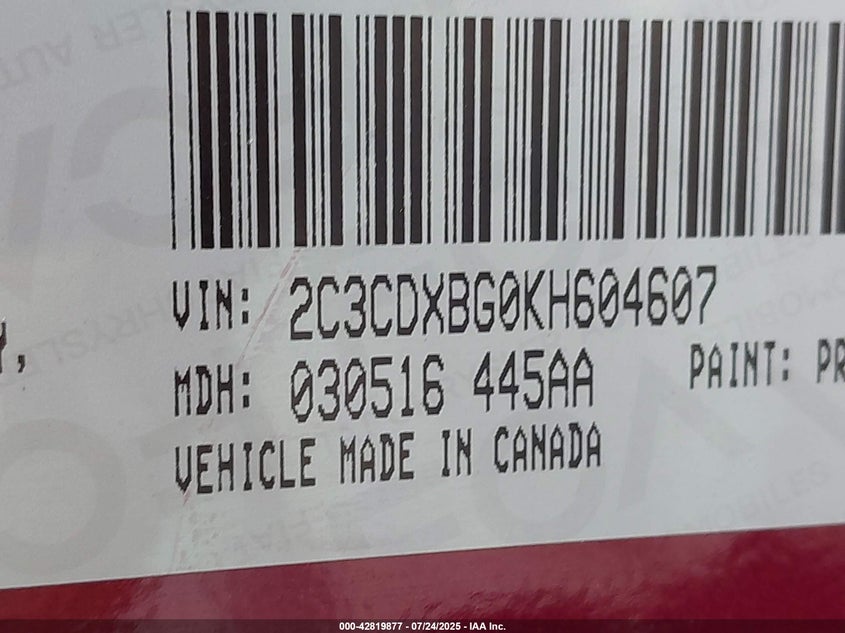 VIN: 2C3CDXBG0KH604607
Y,
MDH: 030516 445AA
PAINT: PR
VEHICLE MADE IN CANADA
000-42819877 - 07/24/2025 - IAA Inc.